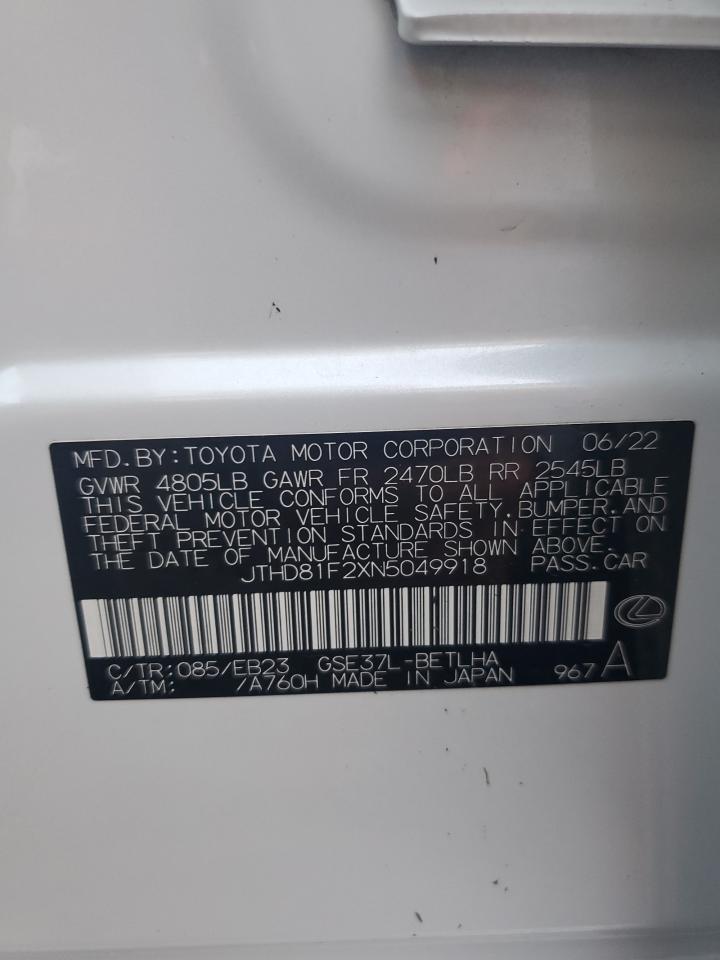 MFD.BY:TOYOTA MOTOR CORPORATION 06/22
GVWR 4805LB GAWR FR 2470LB RR 2545LB
THIS VEHICLE CONFORMS TO ALL APPLICABLE
FEDERAL MOTOR VEHICLE SAFETY,BUMPER,AND
THEFT PREVENTION STANDARDS IN EFFECT ON
THE DATE OF MANUFACTURE SHOWN ABOVE.
JTHD81F2XN5049918 PASS.CAR
C/TR:085/EB23 GSE37L-BETLHA
A/TM: /A760H MADE IN JAPAN 967 A